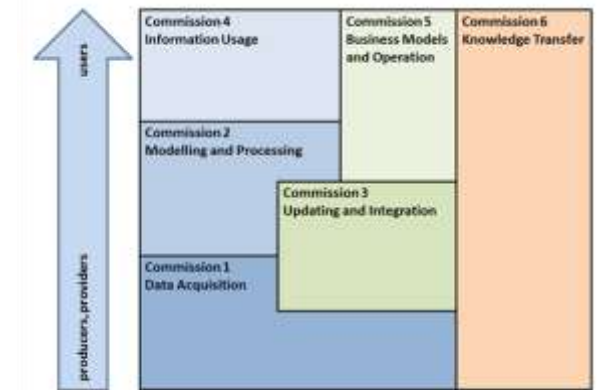 users
producers, providers
Commission 4
Information Usage
Commission 5
Business Models
and Operation
Commission 6
Knowledge Transfer
Commission 2
Modelling and Processing
Commission 3
Updating and Integration
Commission 1
Data Acquisition